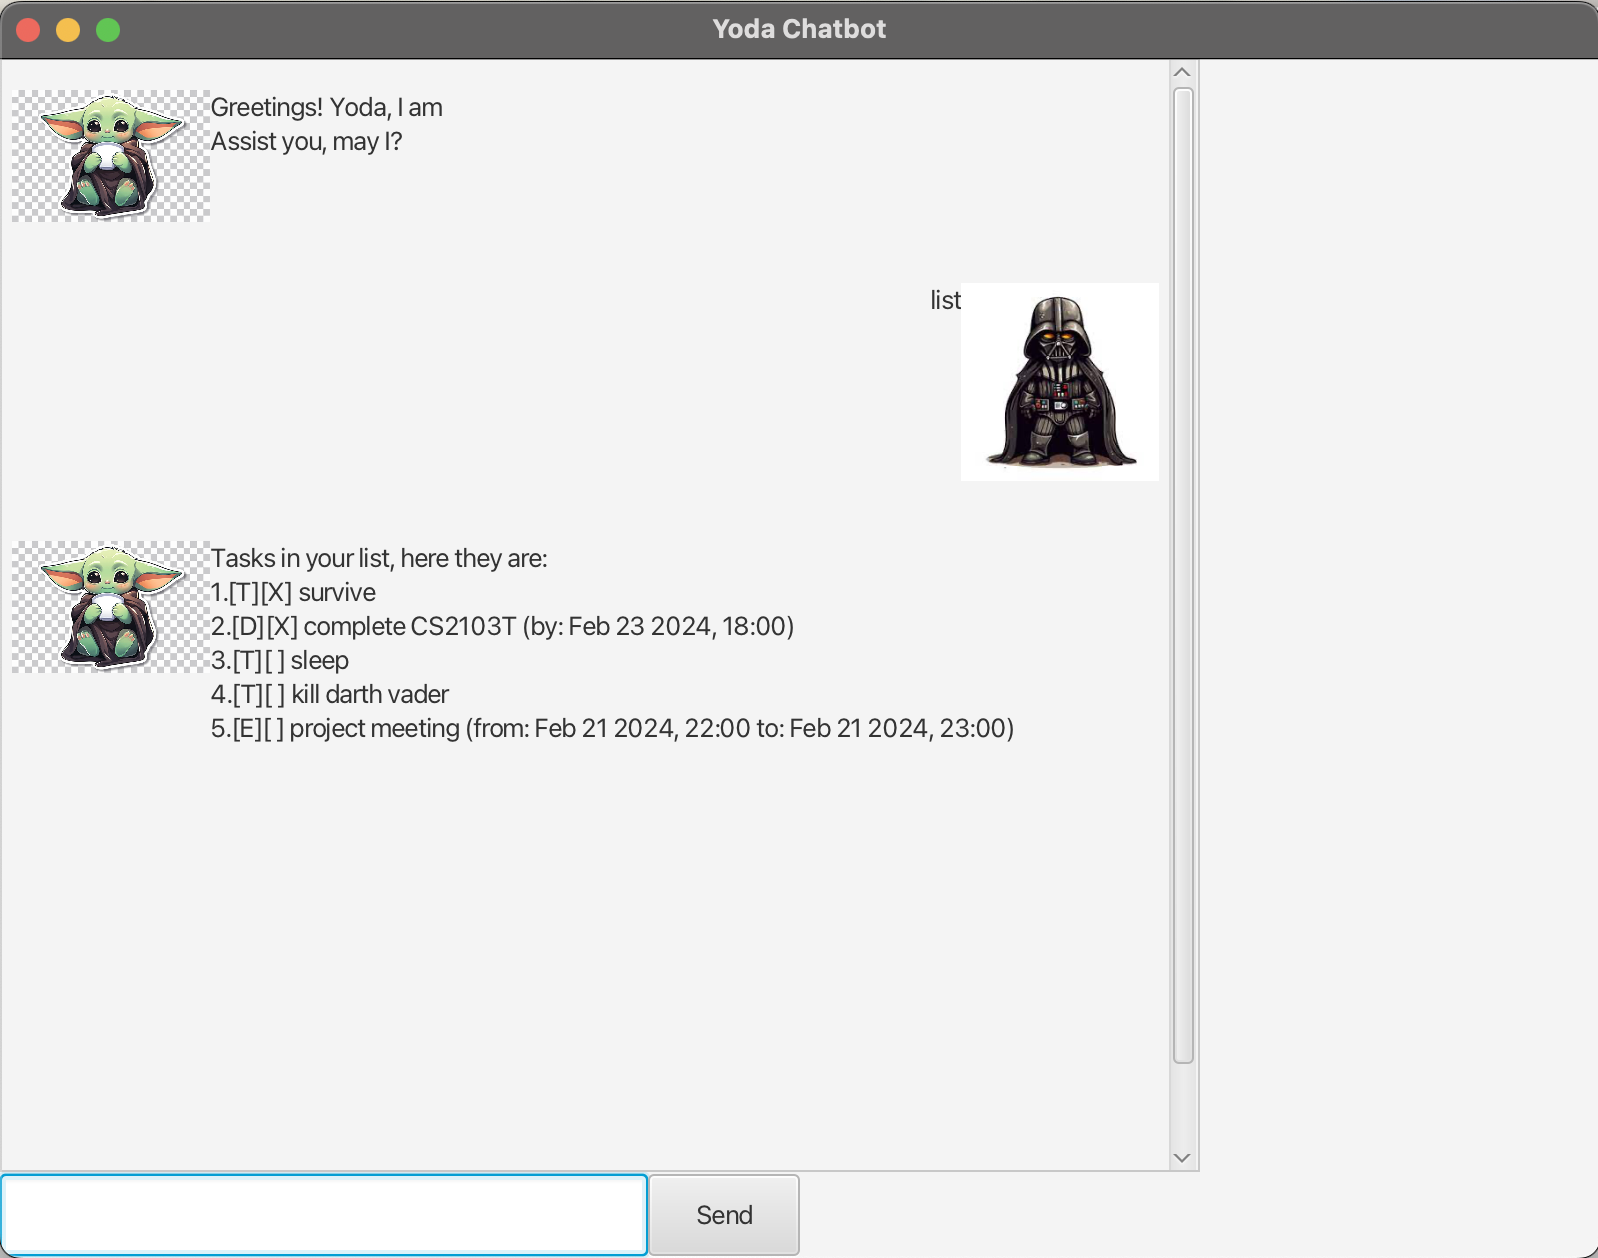 Yoda Chatbot
Greetings! Yoda, I am
Assist you, may I?
list
Tasks in your list, here they are:
1.[T][X] survive
2.[D][X] complete CS2103T (by: Feb 23 2024, 18:00)
3.[T][ ] sleep
4.[T][ ] kill darth vader
5.[E][ ] project meeting (from: Feb 21 2024, 22:00 to: Feb 21 2024, 23:00)
Send